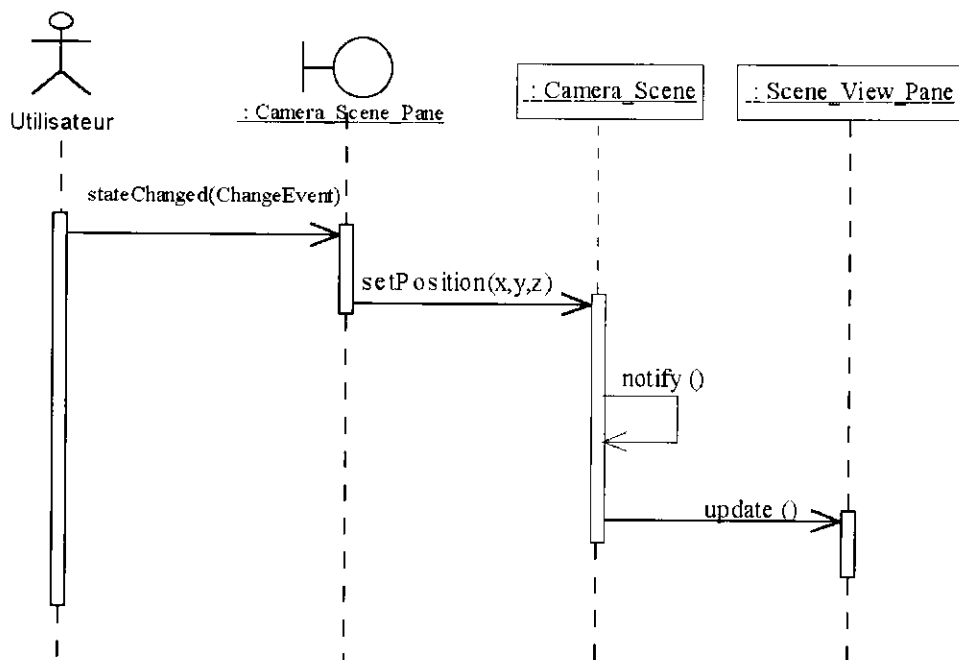 Utilisateur
: Camera_Scene_Pane
: Camera_Scene
: Scene_View_Pane
stateChanged(ChangeEvent)
setPosition(x,y,z)
notify ()
update ()